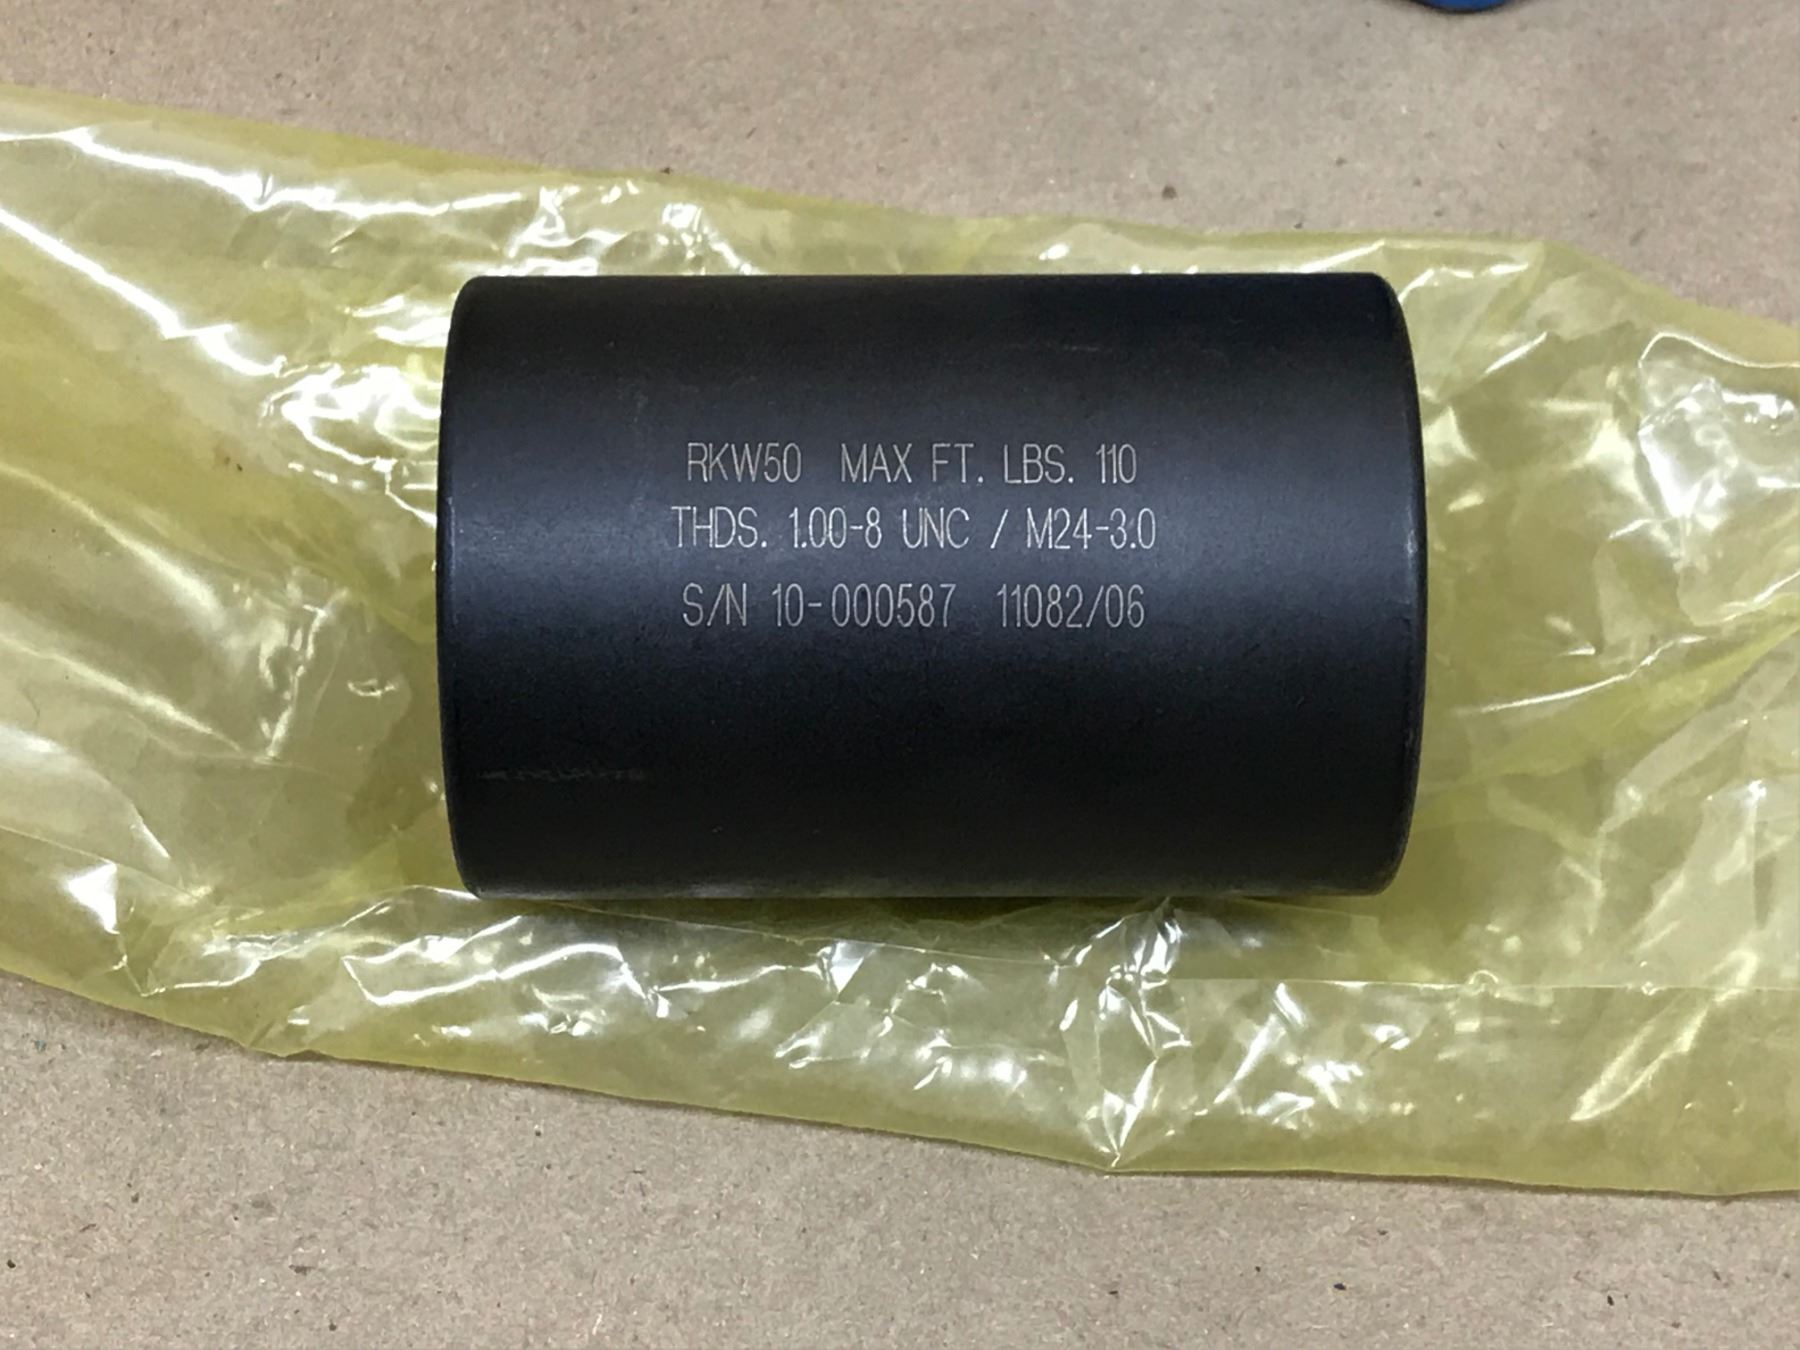 RKW50 MAX FT. LBS. 110
THDS. 1.00-8 UNC / M24-3.0
S/N 10-000587 11082/06